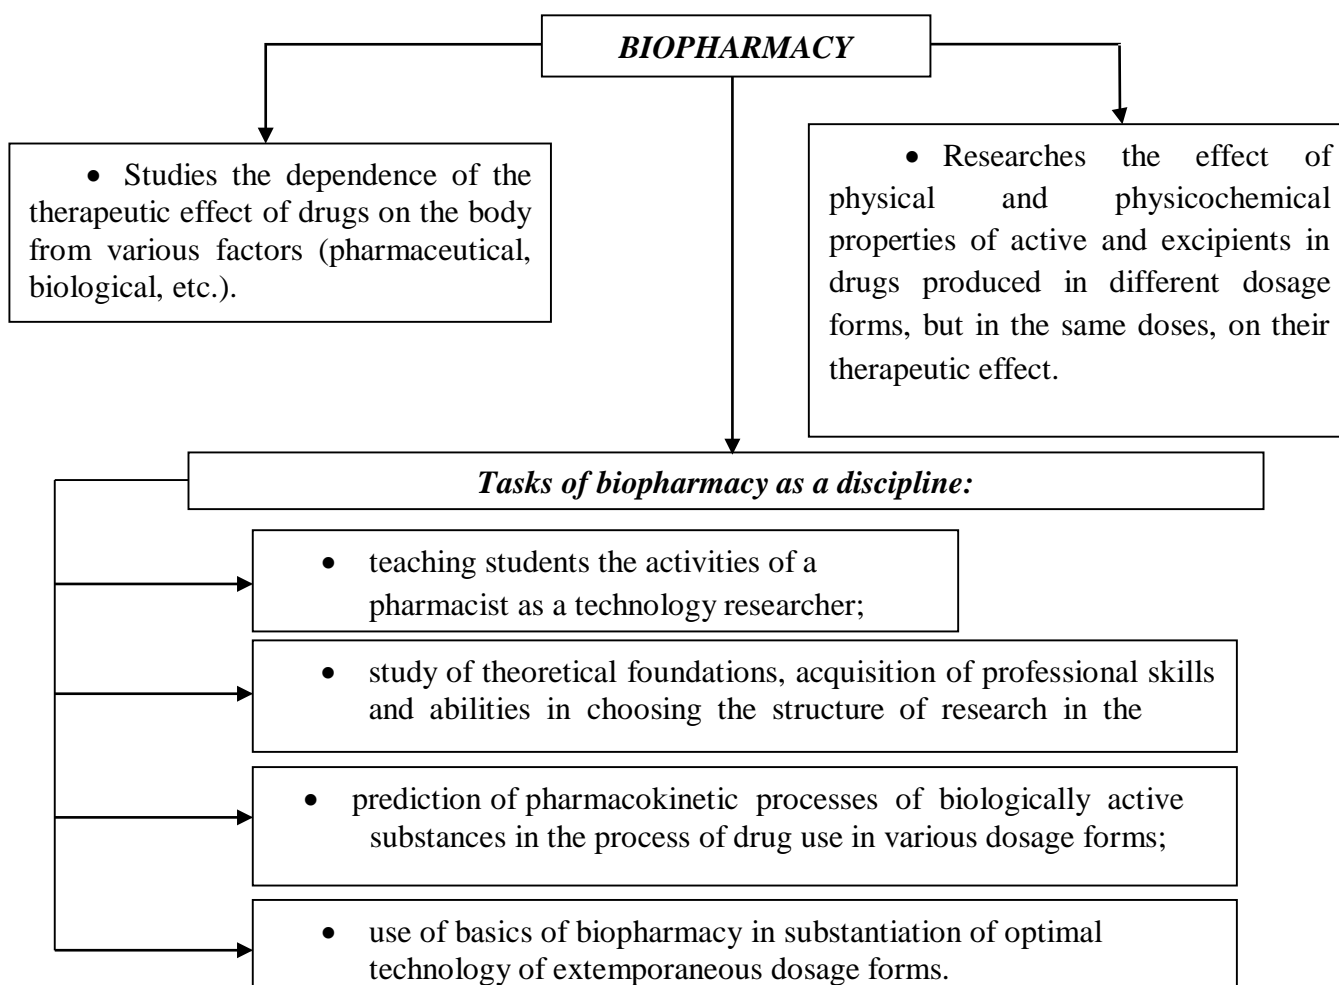 BIOPHARMACY
• Studies the dependence of the
therapeutic effect of drugs on the body
from various factors (pharmaceutical,
biological, etc.).
• Researches the effect of
physical and physicochemical
properties of active and excipients in
drugs produced in different dosage
forms, but in the same doses, on their
therapeutic effect.
Tasks of biopharmacy as a discipline:
• teaching students the activities of a
pharmacist as a technology researcher;
• study of theoretical foundations, acquisition of professional skills
and abilities in choosing the structure of research in the
• prediction of pharmacokinetic processes of biologically active
substances in the process of drug use in various dosage forms;
• use of basics of biopharmacy in substantiation of optimal
technology of extemporaneous dosage forms.